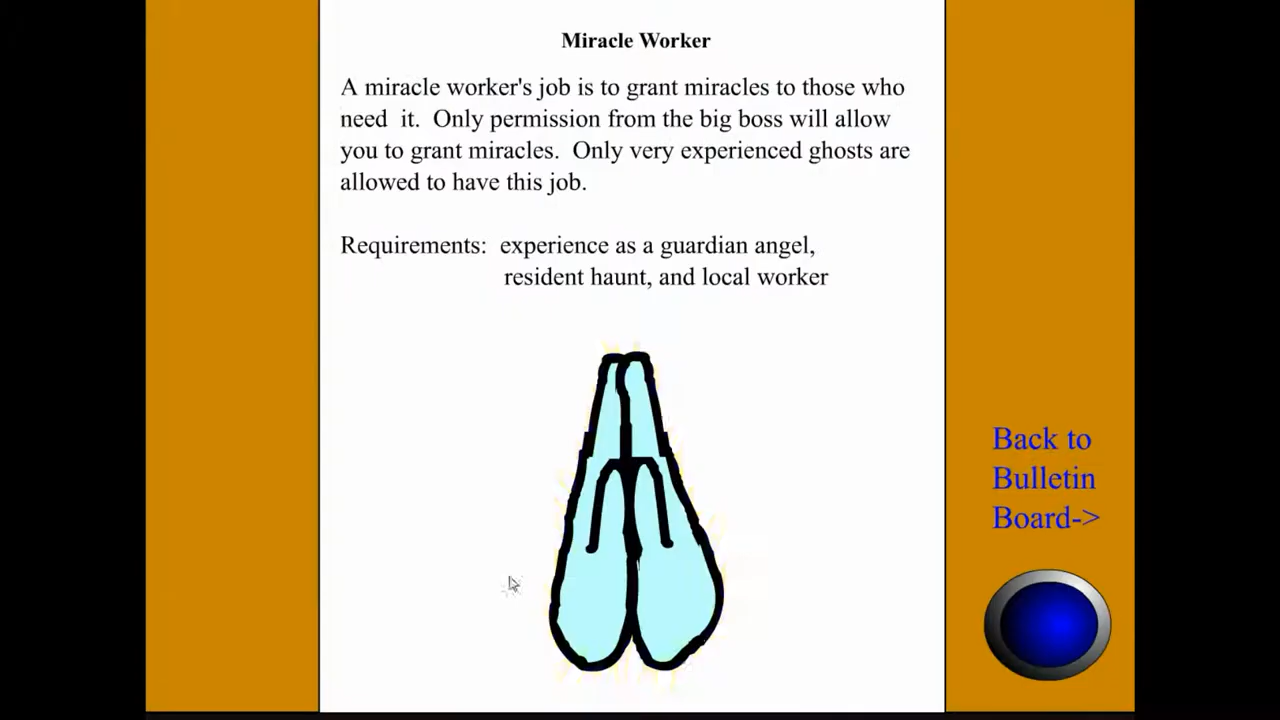 Miracle Worker
A miracle worker's job is to grant miracles to those who
need it. Only permission from the big boss will allow
you to grant miracles. Only very experienced ghosts are
allowed to have this job.
Requirements: experience as a guardian angel,
resident haunt, and local worker
Back to
Bulletin
Board->